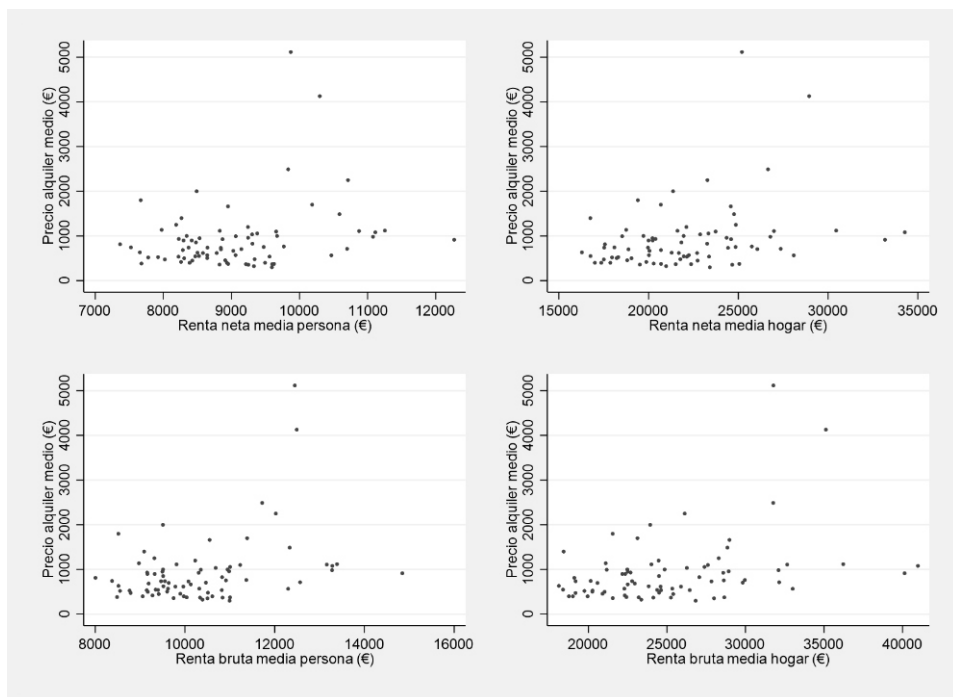 Precio alquiler medio (€)
5000
4000
3000
2000
1000
0
7000 8000 9000 10000 11000 12000
Renta neta media persona (€)
Precio alquiler medio (€)
5000
4000
3000
2000
1000
0
15000 20000 25000 30000 35000
Renta neta media hogar (€)
Precio alquiler medio (€)
5000
4000
3000
2000
1000
0
8000 10000 12000 14000 16000
Renta bruta media persona (€)
Precio alquiler medio (€)
5000
4000
3000
2000
1000
0
20000 25000 30000 35000 40000
Renta bruta media hogar (€)